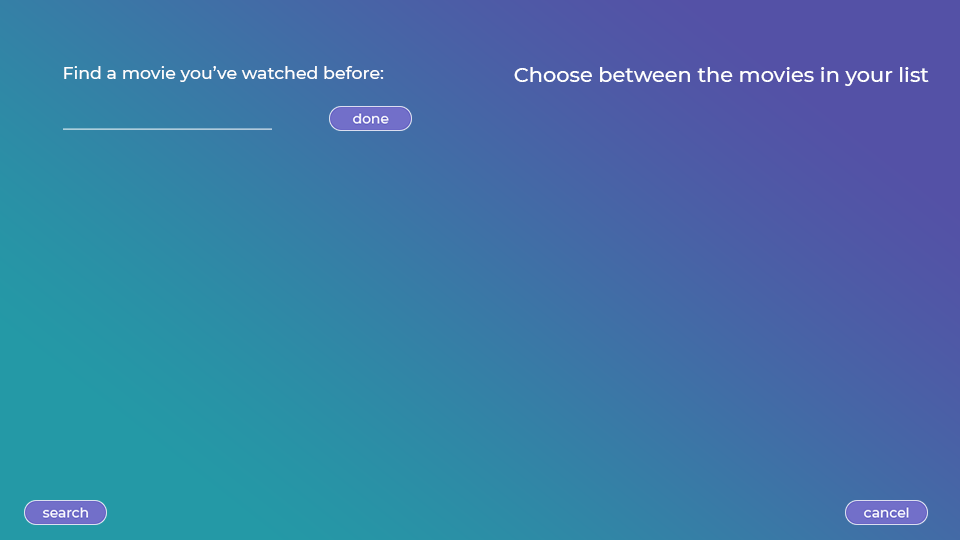 Find a movie you’ve watched before:
done
Choose between the movies in your list
search
cancel